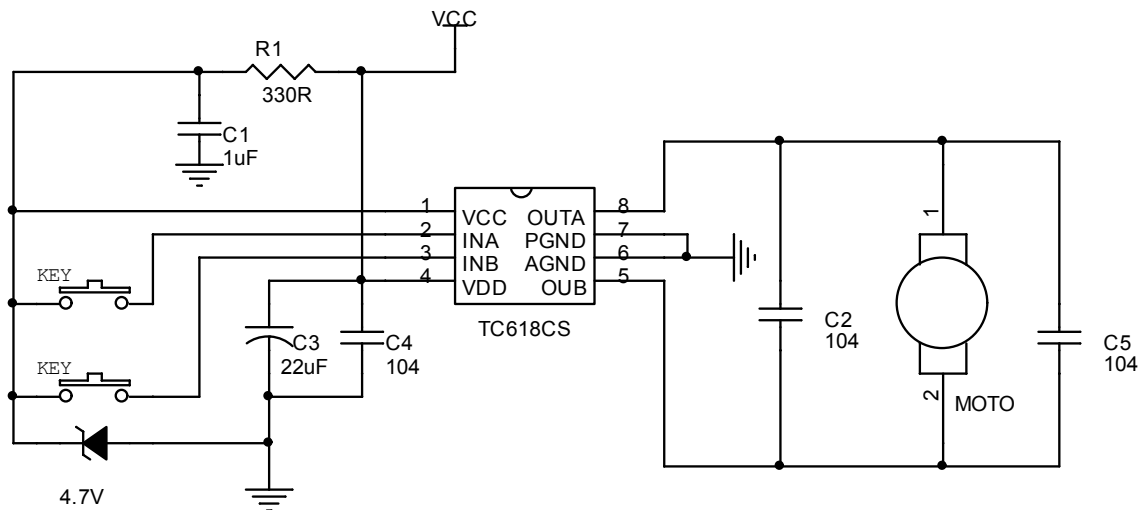 VCC
R1
330R
C1
1uF
1 VCC OUTA 8
2 INA PGND 7
3 INB AGND 6
4 VDD OUB 5
TC618CS
KEY
KEY
C3
22uF
C4
104
4.7V
C2
104
1
2
MOTO
C5
104